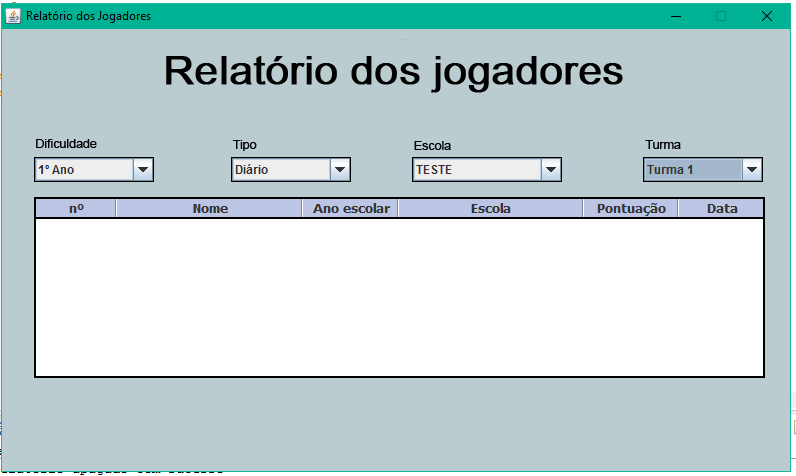 Relatório dos Jogadores
Relatório dos jogadores
Dificuldade Tipo Escola Turma
1º Ano Diário TESTE Turma 1
nº Nome Ano escolar Escola Pontuação Data